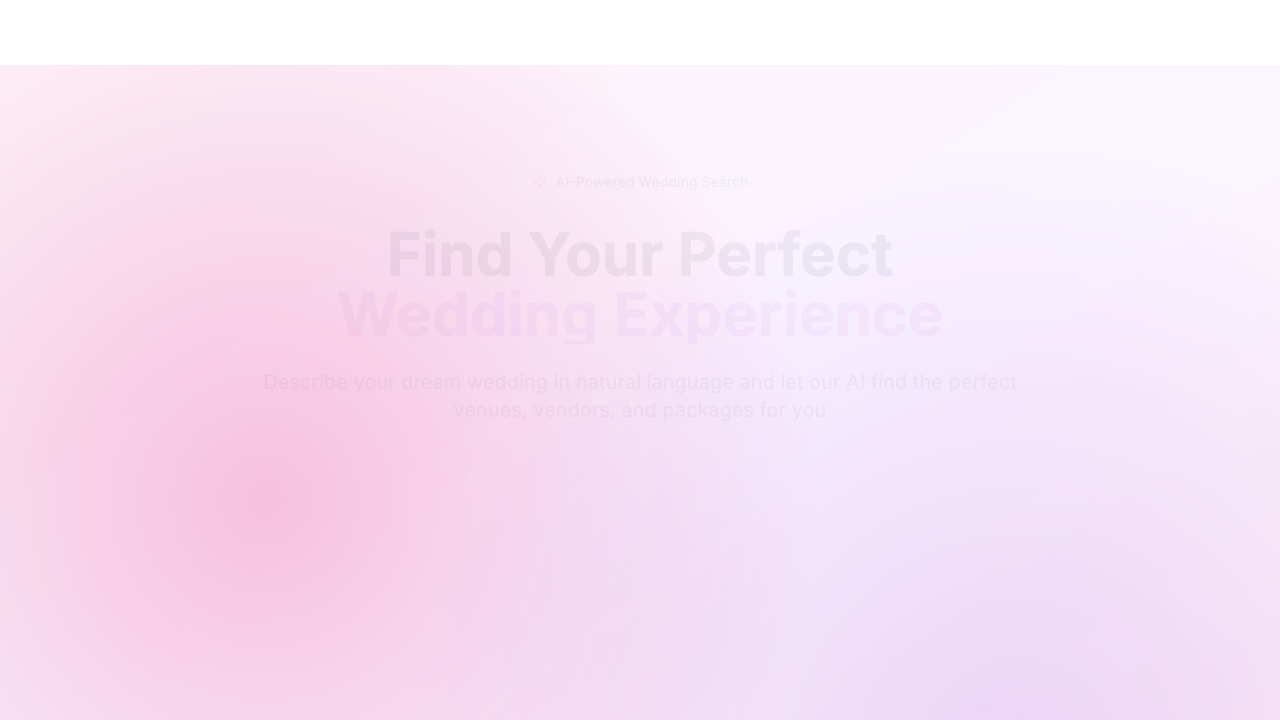 AI-Powered Wedding Search
Find Your Perfect
Wedding Experience
Describe your dream wedding in natural language and let our AI find the perfect
venues, vendors, and packages for you